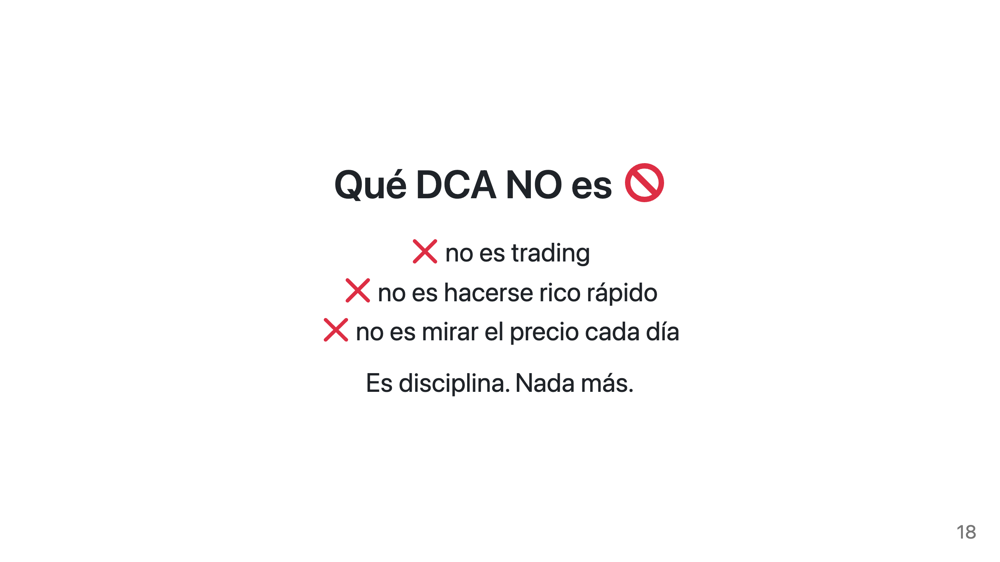 Qué DCA NO es 🚫
❌ no es trading
❌ no es hacerse rico rápido
❌ no es mirar el precio cada día
Es disciplina. Nada más.
18